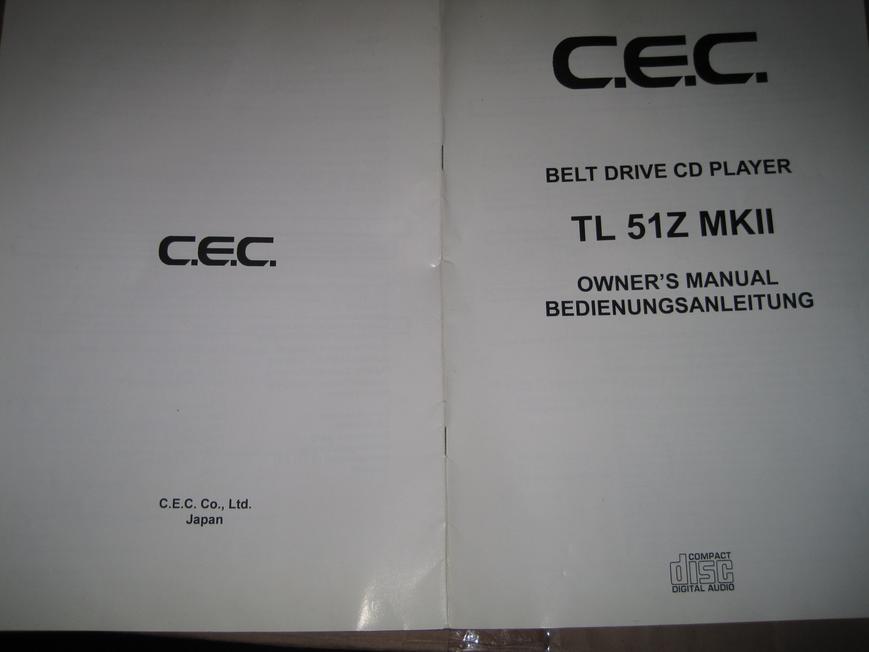 C.E.C.
C.E.C. Co., Ltd.
Japan
C.E.C.
BELT DRIVE CD PLAYER
TL 51Z MKII
OWNER'S MANUAL
BEDIENUNGSANLEITUNG
COMPACT
disc
DIGITAL AUDIO